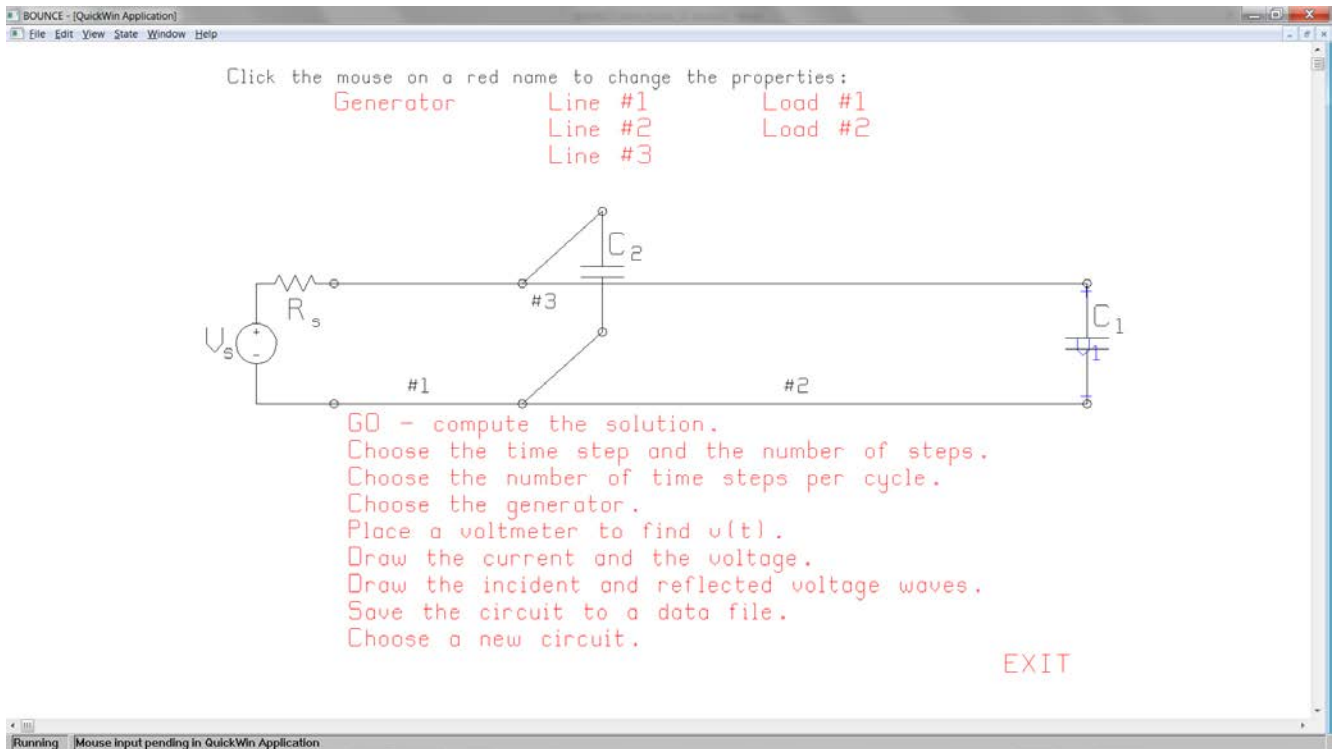 BOUNCE - [QuickWin Application]
File Edit View State Window Help
Click the mouse on a red name to change the properties:
Generator Line #1 Load #1
Line #2 Load #2
Line #3
C2
#3
Rs
Vs
+
-
C1
+
V1
-
#1 #2
GO - compute the solution.
Choose the time step and the number of steps.
Choose the number of time steps per cycle.
Choose the generator.
Place a voltmeter to find v(t).
Draw the current and the voltage.
Draw the incident and reflected voltage waves.
Save the circuit to a data file.
Choose a new circuit.
EXIT
Running Mouse input pending in QuickWin Application